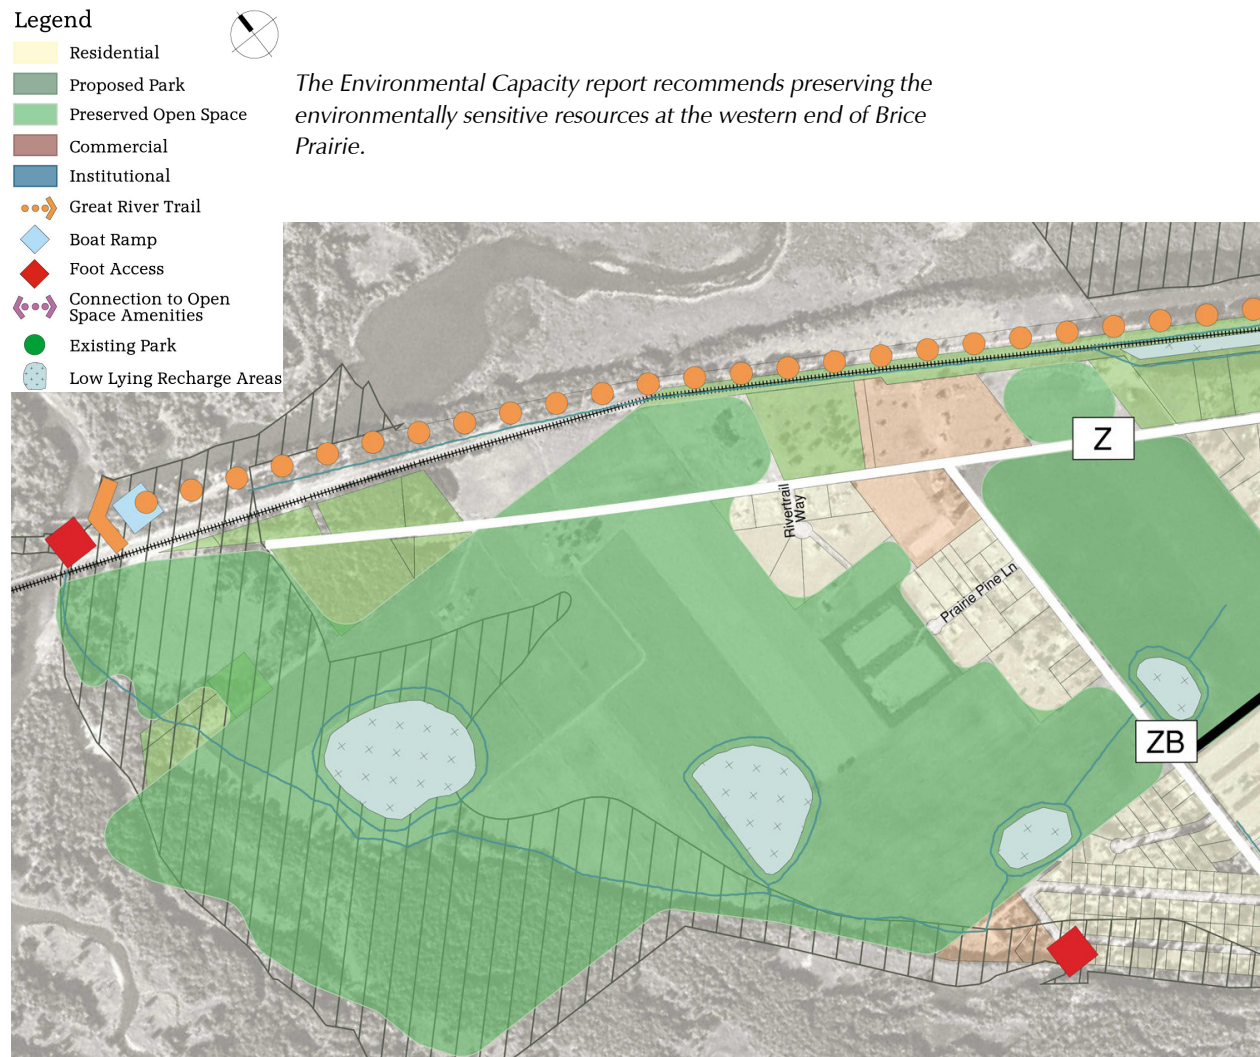 Legend
Residential
Proposed Park
Preserved Open Space
Commercial
Institutional
Great River Trail
Boat Ramp
Foot Access
Connection to Open
Space Amenities
Existing Park
Low Lying Recharge Areas
The Environmental Capacity report recommends preserving the
environmentally sensitive resources at the western end of Brice
Prairie.
Z
Rivertrail
Way
Prairie Pine Ln
ZB